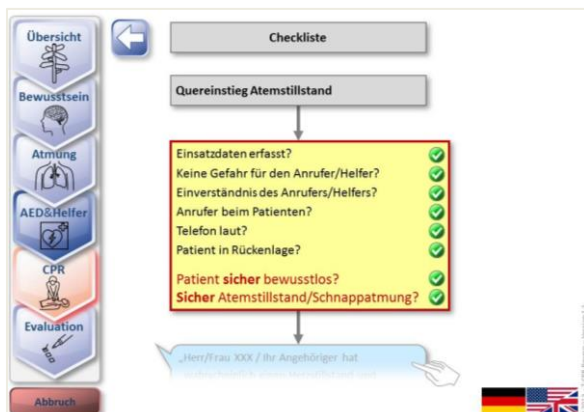 Übersicht
Bewusstsein
Atmung
AED&Helfer
CPR
Evaluation
Abbruch
Checkliste
Quereinstieg Atemstillstand
Einsatzdaten erfasst?
Keine Gefahr für den Anrufer/Helfer?
Einverständnis des Anrufers/Helfers?
Anrufer beim Patienten?
Telefon laut?
Patient in Rückenlage?
Patient sicher bewusstlos?
Sicher Atemstillstand/Schnappatmung?
„Herr/Frau XXX / Ihr Angehöriger hat